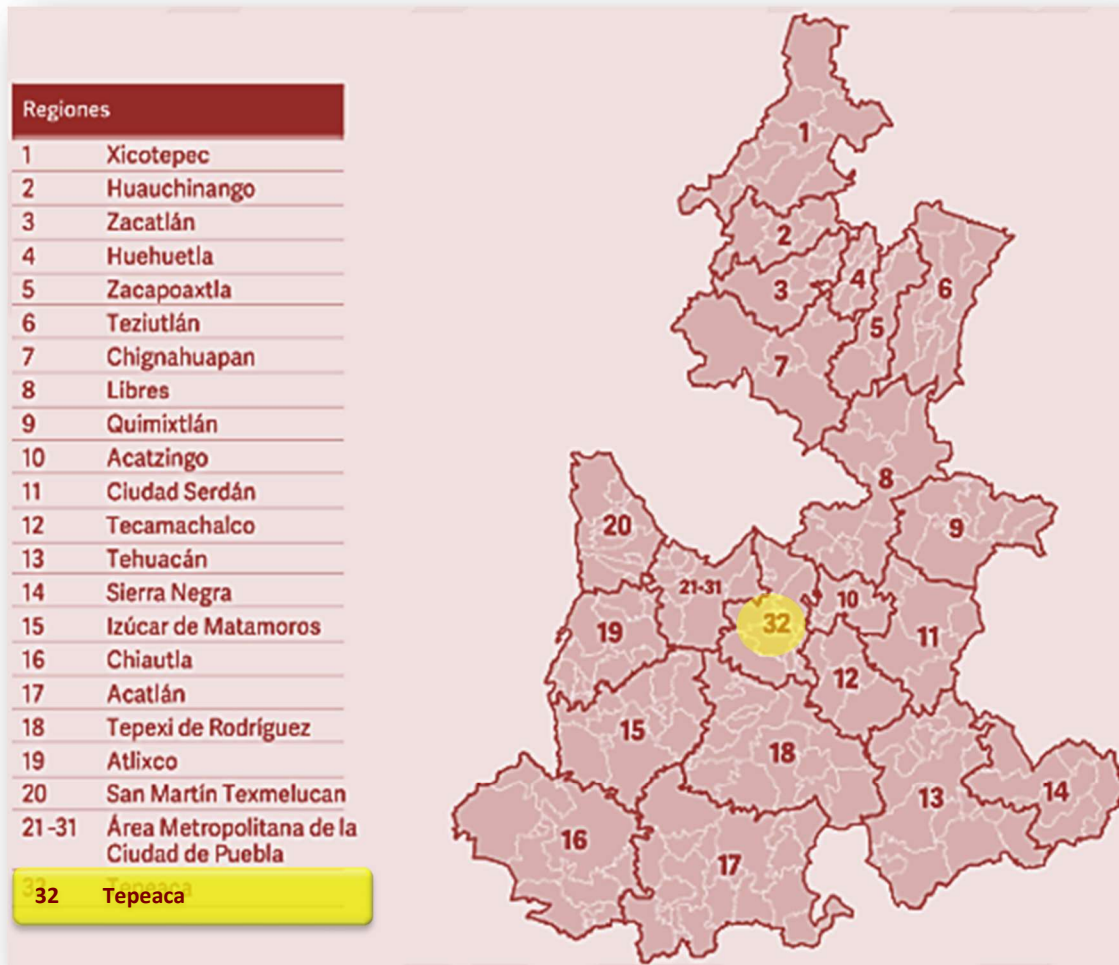 Regiones
1 Xicotepec
2 Huauchinango
3 Zacatlán
4 Huehuetla
5 Zacapoaxtla
6 Teziutlán
7 Chignahuapan
8 Libres
9 Quimixtlán
10 Acatzingo
11 Ciudad Serdán
12 Tecamachalco
13 Tehuacán
14 Sierra Negra
15 Izúcar de Matamoros
16 Chiautla
17 Acatlán
18 Tepexi de Rodríguez
19 Atlixco
20 San Martín Texmelucan
21-31 Área Metropolitana de la
Ciudad de Puebla
32 Tepeaca
1
2
3
4
5
6
7
8
9
20
21-31
10
32
19
11
12
15
18
13
14
16
17